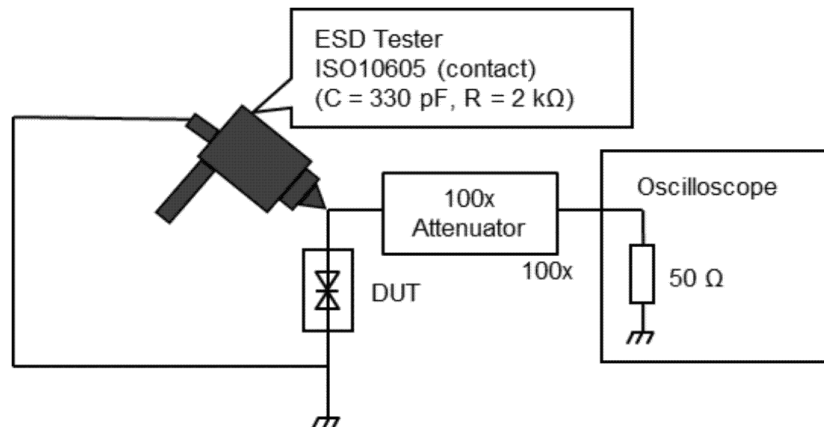 ESD Tester
ISO10605 (contact)
(C = 330 pF, R = 2 kΩ)
100x
Attenuator
100x
Oscilloscope
50 Ω
DUT